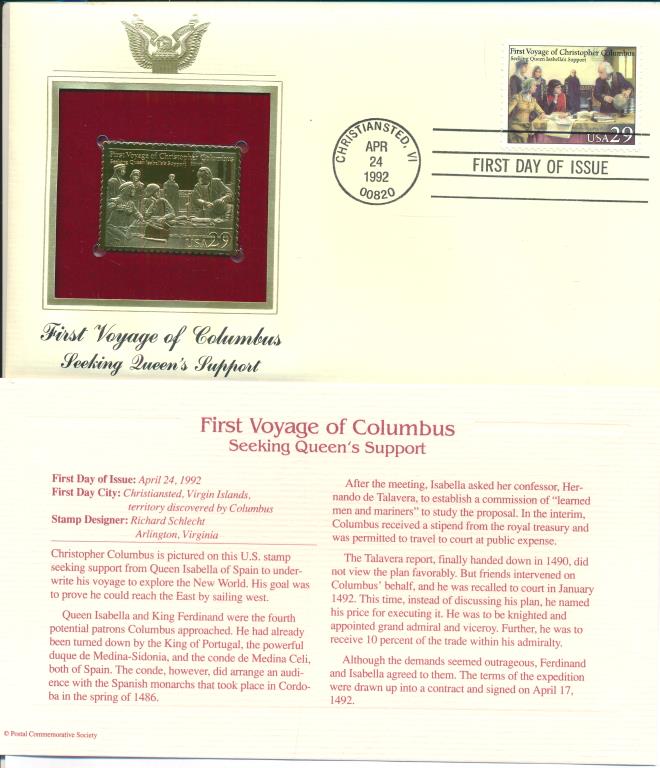 First Voyage of Christopher Columbus
Seeking Queen Isabella's Support
USA 29
First Voyage of Columbus
Seeking Queen's Support
CHRISTIANSTED, VI
APR
24
1992
00820
First Voyage of Christopher Columbus
Seeking Queen Isabella's Support
USA 29
FIRST DAY OF ISSUE
First Voyage of Columbus
Seeking Queen's Support
First Day of Issue: April 24, 1992
First Day City: Christiansted, Virgin Islands,
territory discovered by Columbus
Stamp Designer: Richard Schlecht
Arlington, Virginia
Christopher Columbus is pictured on this U.S. stamp
seeking support from Queen Isabella of Spain to under-
write his voyage to explore the New World. His goal was
to prove he could reach the East by sailing west.
Queen Isabella and King Ferdinand were the fourth
potential patrons Columbus approached. He had already
been turned down by the King of Portugal, the powerful
duque de Medina-Sidonia, and the conde de Medina Celi,
both of Spain. The conde, however, did arrange an audi-
ence with the Spanish monarchs that took place in Cordo-
ba in the spring of 1486.
After the meeting, Isabella asked her confessor, Her-
nando de Talavera, to establish a commission of "learned
men and mariners" to study the proposal. In the interim,
Columbus received a stipend from the royal treasury and
was permitted to travel to court at public expense.
The Talavera report, finally handed down in 1490, did
not view the plan favorably. But friends intervened on
Columbus' behalf, and he was recalled to court in January
1492. This time, instead of discussing his plan, he named
his price for executing it. He was to be knighted and
appointed grand admiral and viceroy. Further, he was to
receive 10 percent of the trade within his admiralty.
Although the demands seemed outrageous, Ferdinand
and Isabella agreed to them. The terms of the expedition
were drawn up into a contract and signed on April 17,
1492.
© Postal Commemorative Society